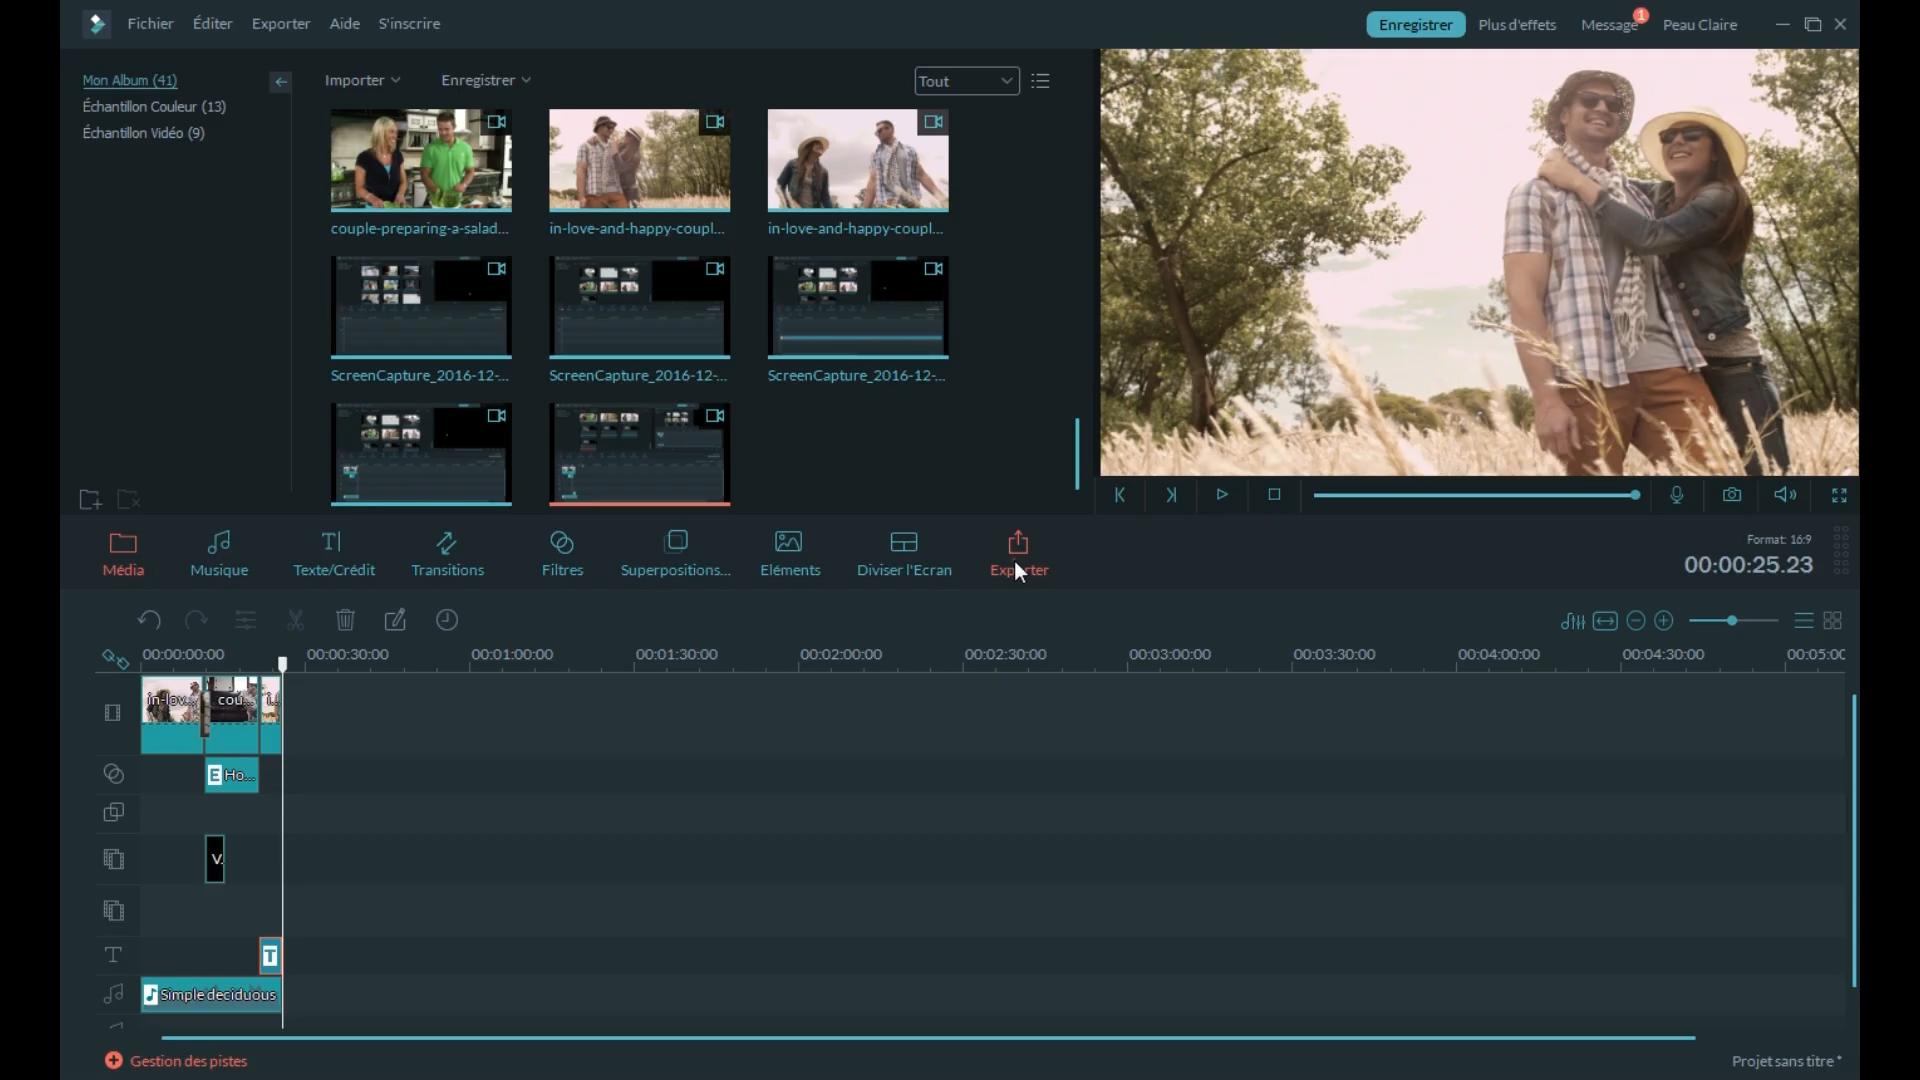 Fichier Éditer Exporter Aide S'inscrire Enregistrer Plus d'effets Message 1 Peau Claire
Mon Album (41)
Échantillon Couleur (13)
Échantillon Vidéo (9)
Importer Enregistrer Tout
couple-preparing-a-salad... in-love-and-happy-coupl... in-love-and-happy-coupl...
ScreenCapture_2016-12-... ScreenCapture_2016-12-... ScreenCapture_2016-12-...
Média Musique Texte/Crédit Transitions Filtres Superpositions... Eléments Diviser l'Ecran Exporter
Format: 16:9
00:00:25.23
00:00:00:00 00:00:30:00 00:01:00:00 00:01:30:00 00:02:00:00 00:02:30:00 00:03:00:00 00:03:30:00 00:04:00:00 00:04:30:00 00:05:00
in-lov... cou... i...
E Ho...
V.
T
Simple deciduous
Gestion des pistes
Projet sans titre *